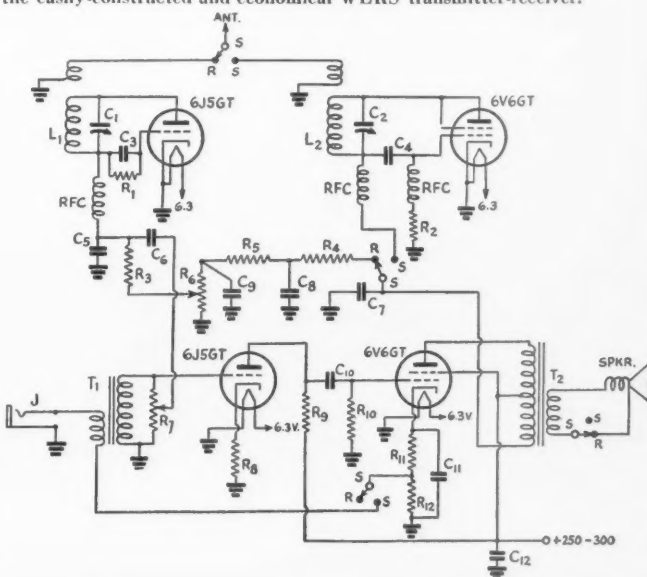 the easily-constructed and economical WERS transmitter-receiver.
ANT.
S
R S
6J5GT 6V6GT
L₁ C₁ C₃ R₁ 6.3 L₂ C₂ C₄ 6.3
RFC RFC RFC R₂
C₅ C₆ R₃ R₆ R₅ R₄ R S
C₉ C₈ S
C₇
6J5GT 6V6GT
J T₁ R₇ 6.3V. R₈ R₉ C₁₀ R₁₀ 6.3V T₂ SPKR.
S
S R
R₁₁ C₁₁
S
R S R₁₂
+250-300
C₁₂